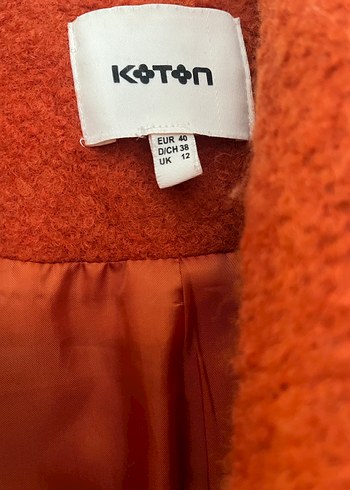 KOTON
EUR 40
D/CH 38
UK 12